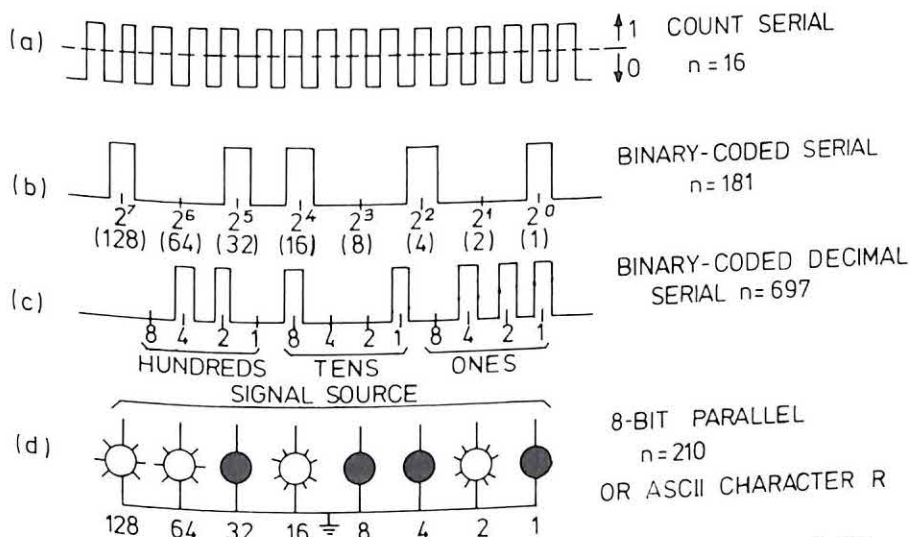 (a)
↑1 COUNT SERIAL
↓0 n=16
(b)
BINARY-CODED SERIAL
n=181
2⁷ 2⁶ 2⁵ 2⁴ 2³ 2² 2¹ 2⁰
(128) (64) (32) (16) (8) (4) (2) (1)
(c)
BINARY-CODED DECIMAL
SERIAL n=697
8 4 2 1 8 4 2 1 8 4 2 1
HUNDREDS TENS ONES
SIGNAL SOURCE
(d)
8-BIT PARALLEL
n=210
OR ASCII CHARACTER R
128 64 32 16 8 4 2 1